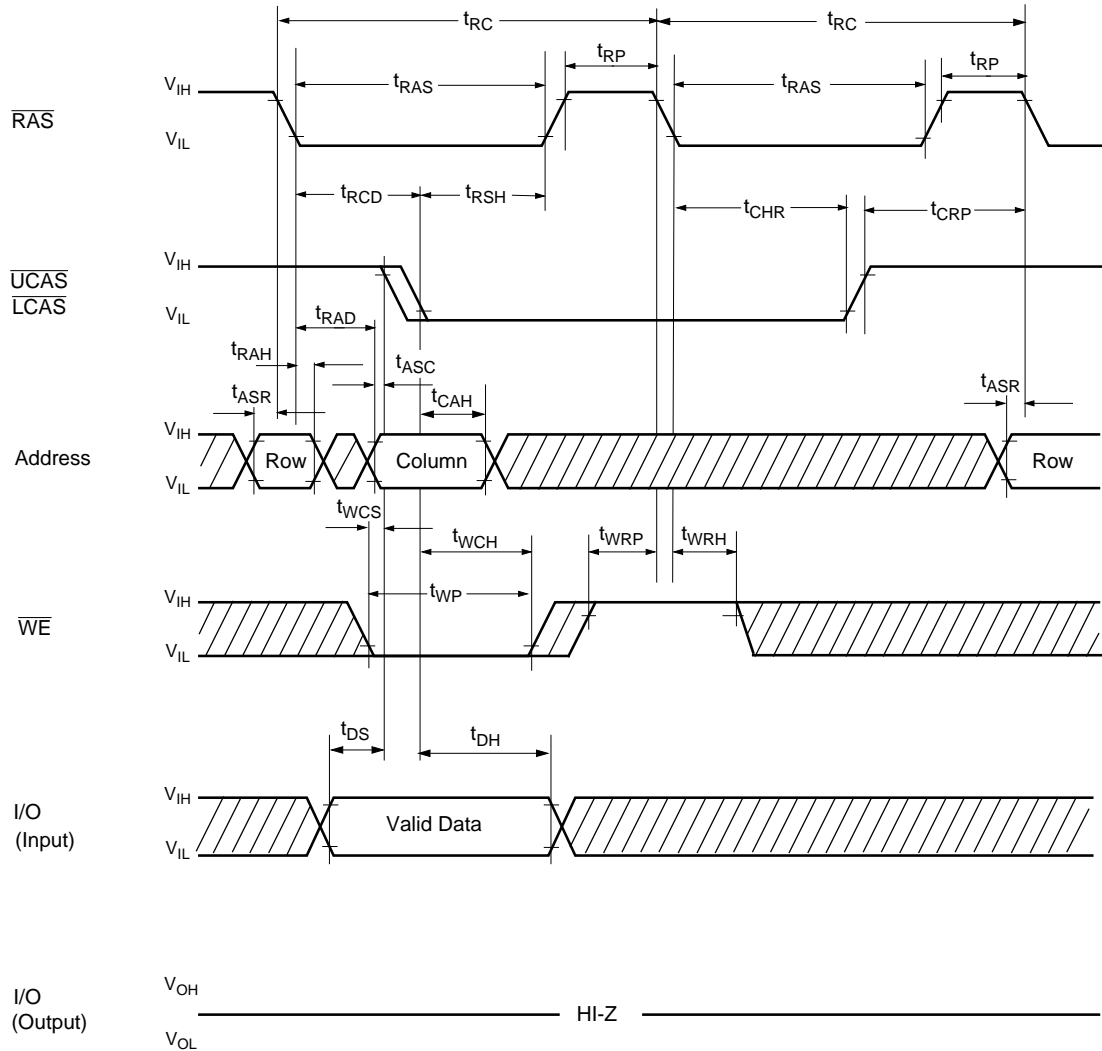 tRC tRC
tRP tRP
tRAS tRAS
VIH
RAS
VIL
tRCD tRSH
tCHR tCRP
VIH
UCAS
LCAS
VIL
tRAD
tRAH tASC
tASR tCAH tASR
VIH
Address Row Column Row
VIL
tWCS
tWCH tWRP tWRH
tWP
VIH
WE
VIL
tDS tDH
VIH
I/O
(Input) Valid Data
VIL
VOH
I/O
(Output) HI-Z
VOL